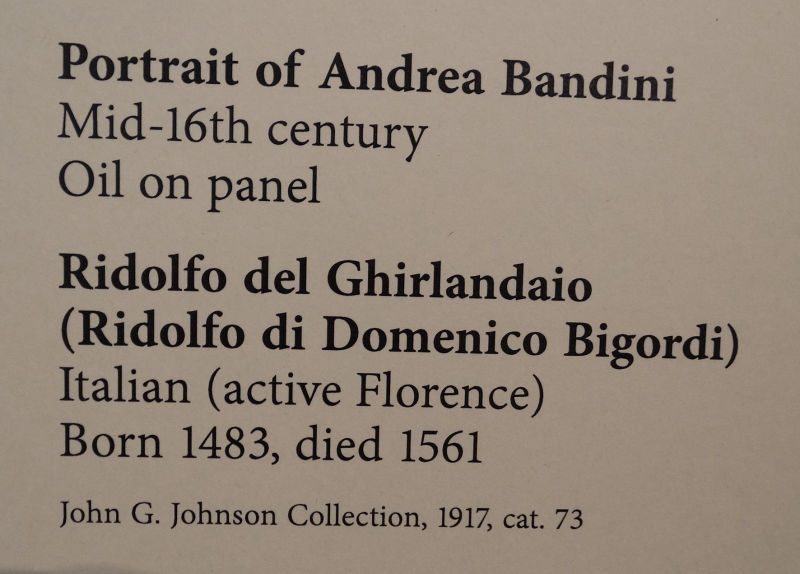 Portrait of Andrea Bandini
Mid-16th century
Oil on panel
Ridolfo del Ghirlandaio
(Ridolfo di Domenico Bigordi)
Italian (active Florence)
Born 1483, died 1561
John G. Johnson Collection, 1917, cat. 73